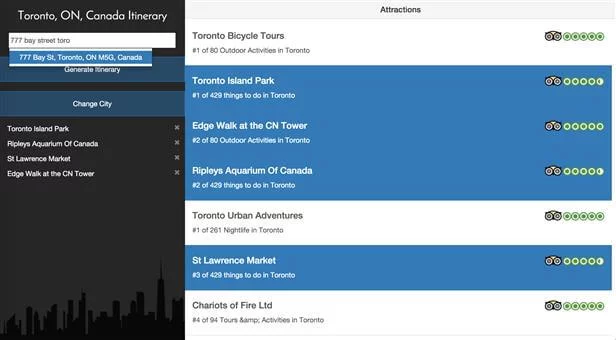 Toronto, ON, Canada Itinerary
777 bay street toro
777 Bay St, Toronto, ON M5G, Canada
Generate Itinerary
Change City
Toronto Island Park
Ripleys Aquarium Of Canada
St Lawrence Market
Edge Walk at the CN Tower
Attractions
Toronto Bicycle Tours
#1 of 80 Outdoor Activities in Toronto
Toronto Island Park
#1 of 429 things to do in Toronto
Edge Walk at the CN Tower
#2 of 80 Outdoor Activities in Toronto
Ripleys Aquarium Of Canada
#2 of 429 things to do in Toronto
Toronto Urban Adventures
#1 of 261 Nightlife in Toronto
St Lawrence Market
#3 of 429 things to do in Toronto
Chariots of Fire Ltd
#4 of 94 Tours &amp; Activities in Toronto